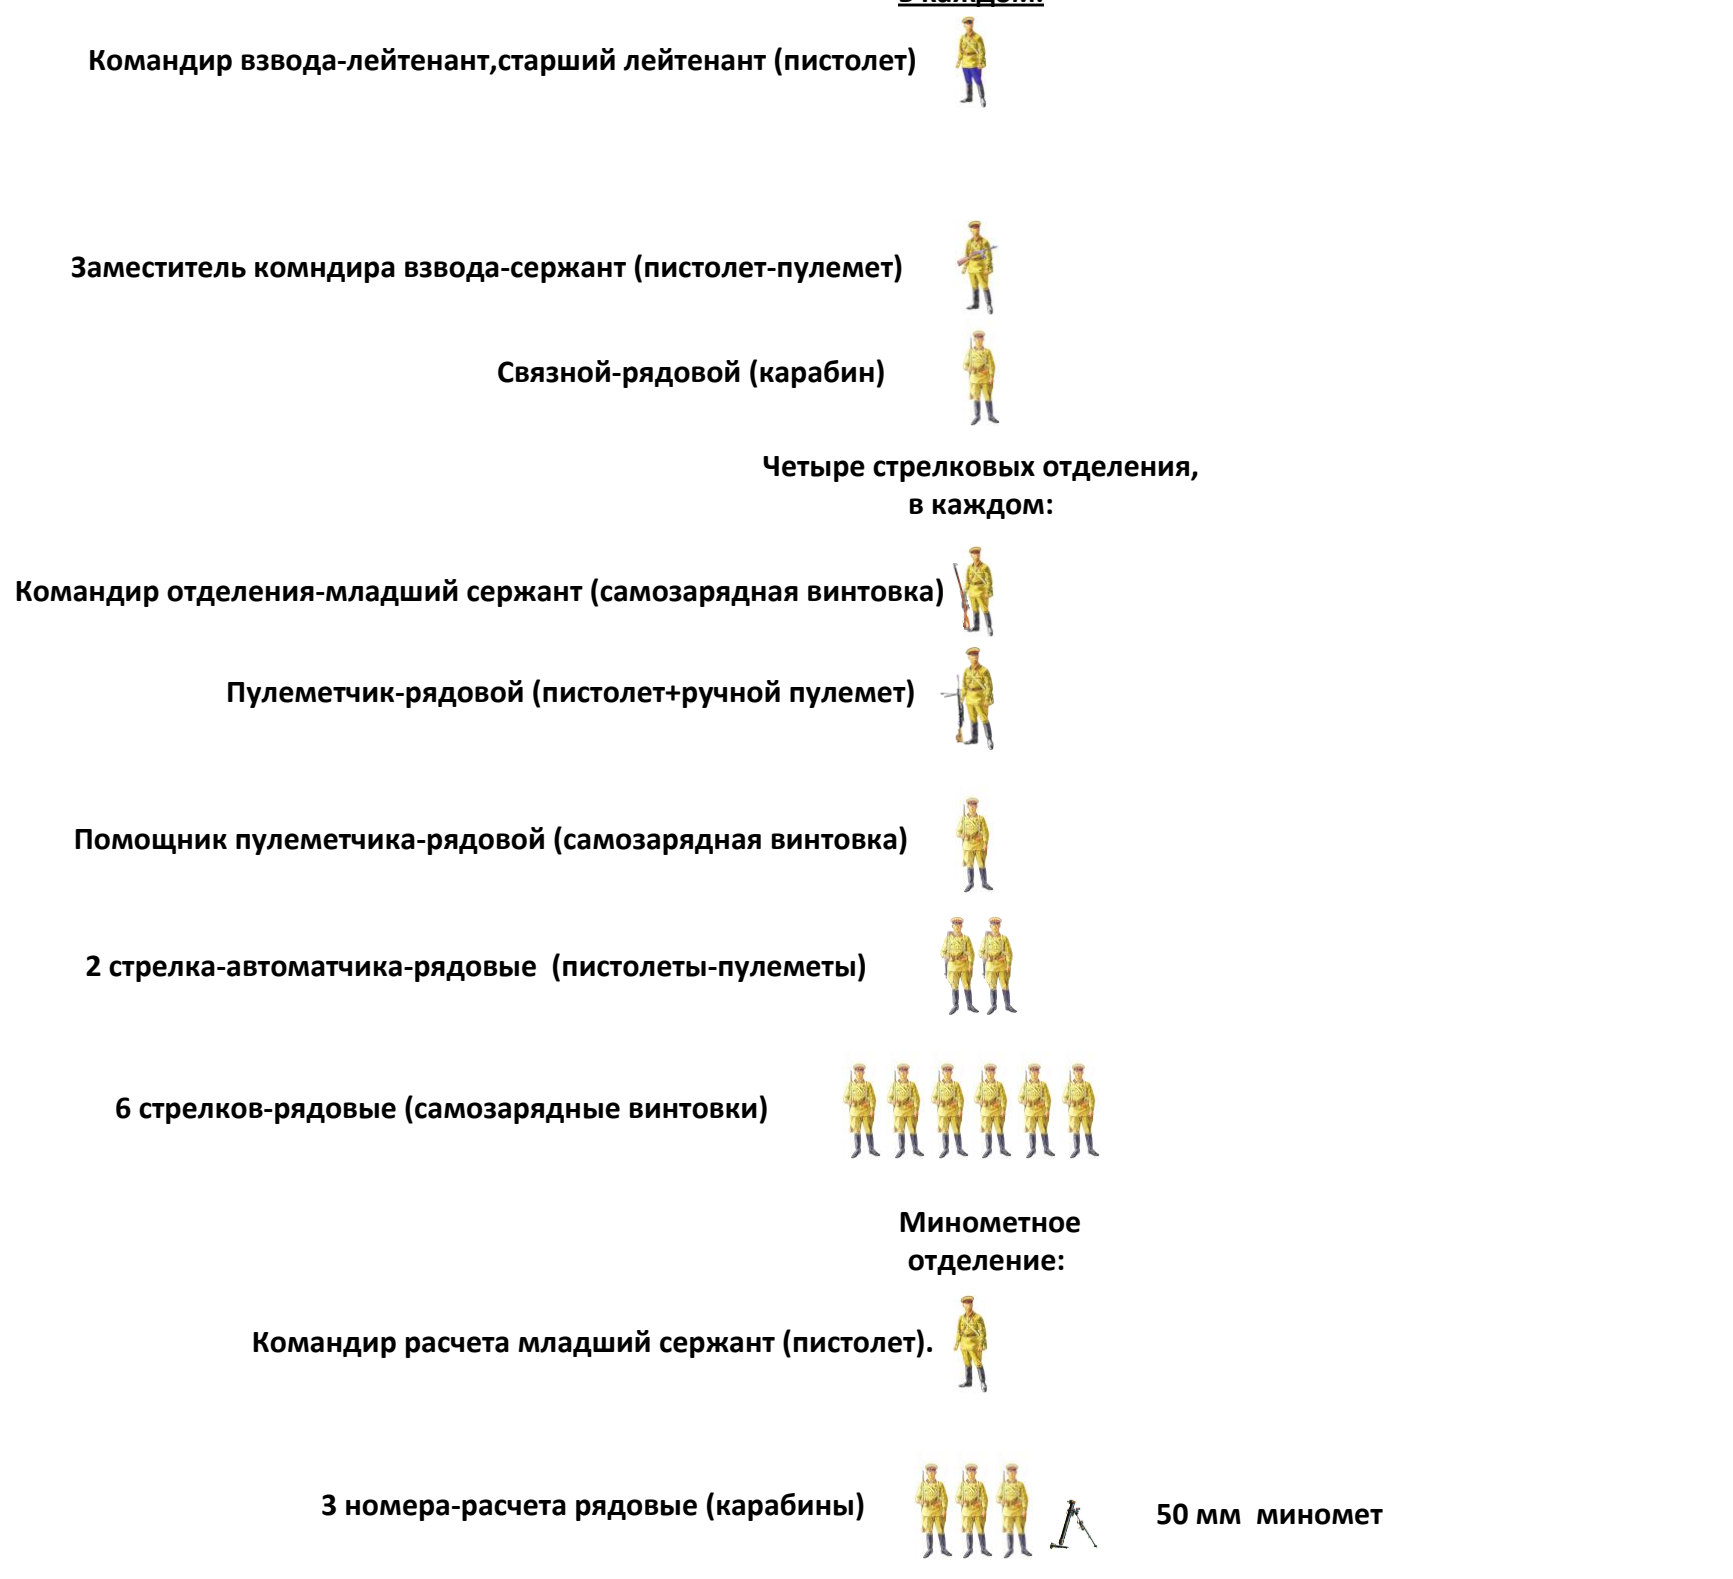 Командир взвода-лейтенант,старший лейтенант (пистолет)
Заместитель комндира взвода-сержант (пистолет-пулемет)
Связной-рядовой (карабин)
Четыре стрелковых отделения,
в каждом:
Командир отделения-младший сержант (самозарядная винтовка)
Пулеметчик-рядовой (пистолет+ручной пулемет)
Помощник пулеметчика-рядовой (самозарядная винтовка)
2 стрелка-автоматчика-рядовые  (пистолеты-пулеметы)
6 стрелков-рядовые (самозарядные винтовки)
Минометное
отделение:
Командир расчета младший сержант (пистолет).
3 номера-расчета рядовые (карабины)
50 мм  миномет